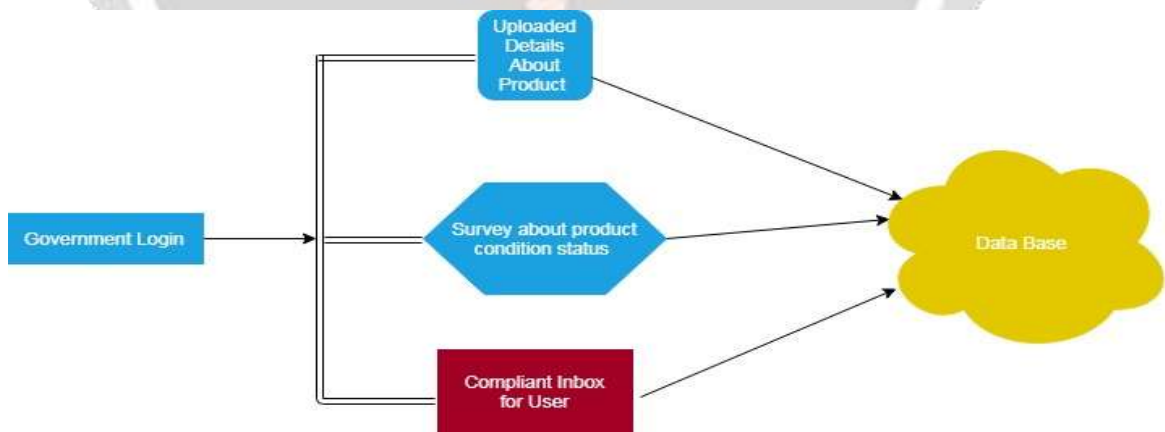 Uploaded
Details
About
Product
Government Login
Survey about product
condition status
Data Base
Compliant Inbox
for User